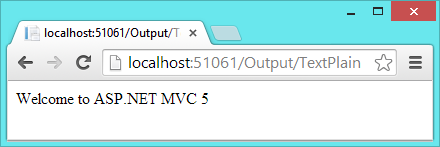 localhost:51061/Output/T
localhost:51061/Output/TextPlain
Welcome to ASP.NET MVC 5